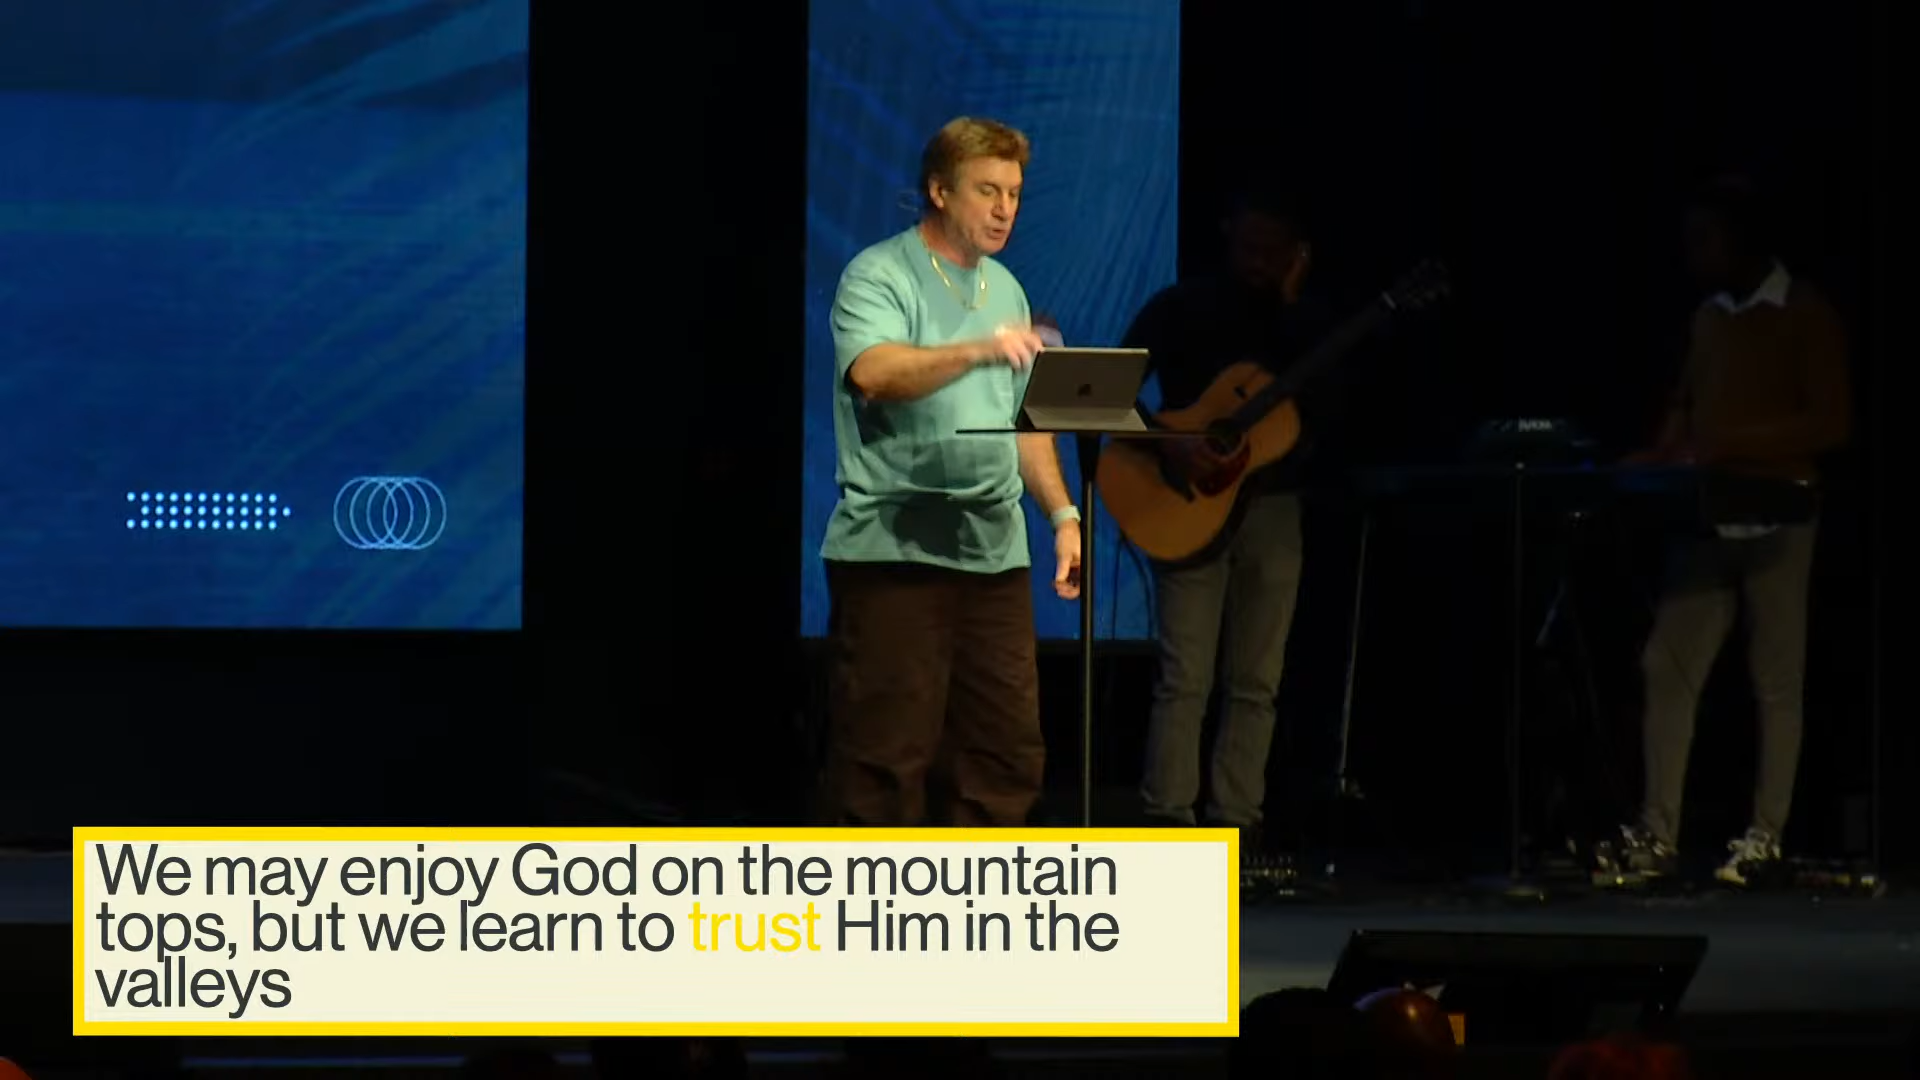 We may enjoy God on the mountain
tops, but we learn to trust Him in the
valleys